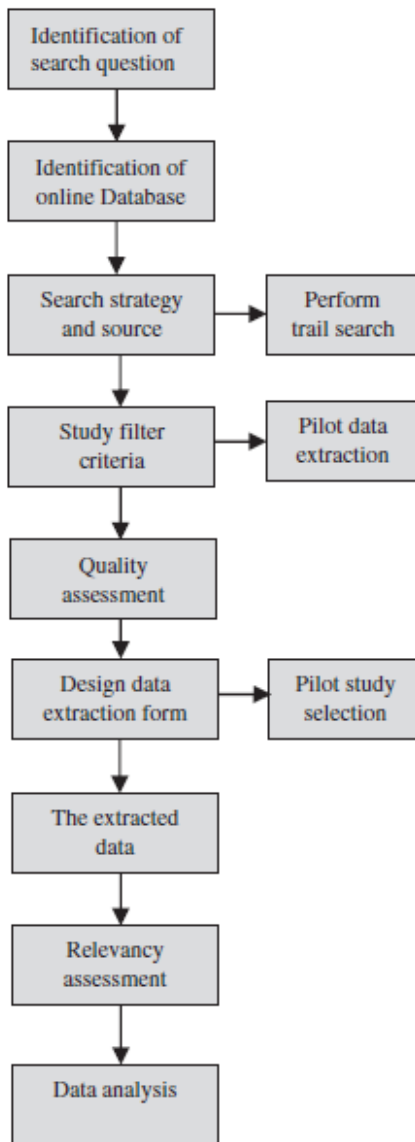 Identification of
search question
Identification of
online Database
Search strategy
and source
Perform
trail search
Study filter
criteria
Pilot data
extraction
Quality
assessment
Design data
extraction form
Pilot study
selection
The extracted
data
Relevancy
assessment
Data analysis